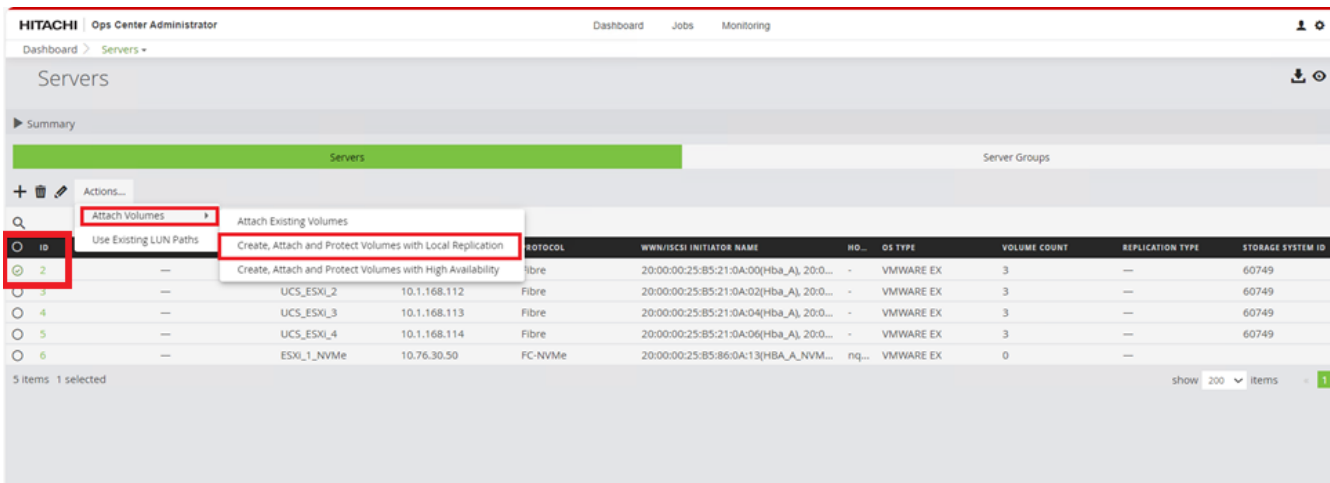 HITACHI Ops Center Administrator Dashboard Jobs Monitoring
Dashboard Servers
Servers
Summary
Servers Server Groups
Actions...
Attach Volumes Attach Existing Volumes
Use Existing LUN Paths Create, Attach and Protect Volumes with Local Replication
Create, Attach and Protect Volumes with High Availability
ID ROTOCOL WWN/ISCSI INITIATOR NAME HO... OS TYPE VOLUME COUNT REPLICATION TYPE STORAGE SYSTEM ID
2 — Fibre 20:00:00:25:B5:21:0A:00(Hba_A), 20:0... - VMWARE EX 3 — 60749
3 — UCS_ESXi_2 10.1.168.112 Fibre 20:00:00:25:B5:21:0A:02(Hba_A), 20:0... - VMWARE EX 3 — 60749
4 — UCS_ESXi_3 10.1.168.113 Fibre 20:00:00:25:B5:21:0A:04(Hba_A), 20:0... - VMWARE EX 3 — 60749
5 — UCS_ESXi_4 10.1.168.114 Fibre 20:00:00:25:B5:21:0A:06(Hba_A), 20:0... - VMWARE EX 3 — 60749
6 — ESXi_1_NVMe 10.76.30.50 FC-NVMe 20:00:00:25:B5:86:0A:13(HBA_A_NVM... nq... VMWARE EX 0 —
5 items 1 selected show 200 items 1